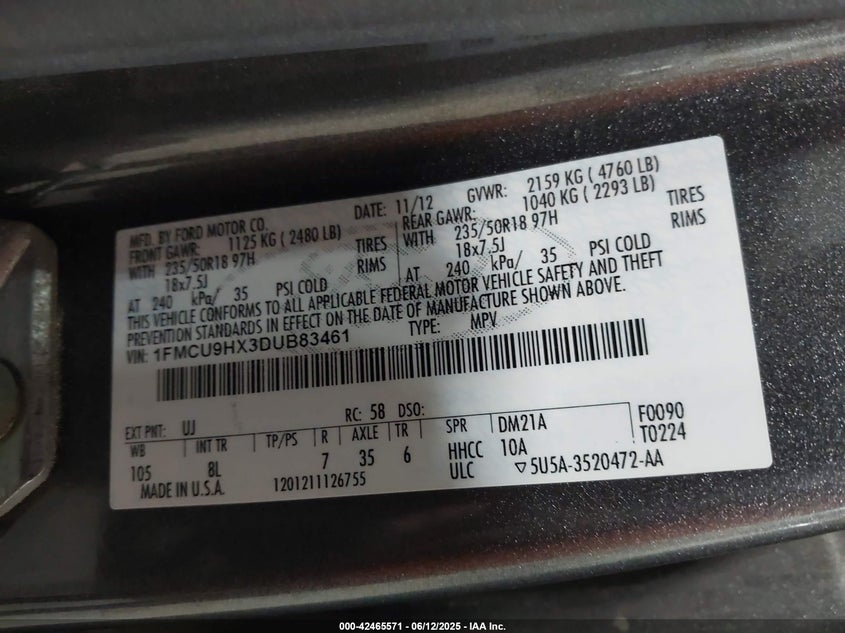 MFD. BY FORD MOTOR CO.
DATE: 11/12 GVWR: 2159 KG ( 4760 LB)
FRONT GAWR: 1125 KG ( 2480 LB)
REAR GAWR: 1040 KG ( 2293 LB)
WITH 235/50R18 97H TIRES
WITH 235/50R18 97H TIRES
18x7.5J RIMS
18x7.5J RIMS
AT 240 kPa/ 35 PSI COLD
AT 240 kPa/ 35 PSI COLD
THIS VEHICLE CONFORMS TO ALL APPLICABLE FEDERAL MOTOR VEHICLE SAFETY AND THEFT
PREVENTION STANDARDS IN EFFECT ON THE DATE OF MANUFACTURE SHOWN ABOVE.
VIN: 1FMCU9HX3DUB83461 TYPE: MPV
EXT PNT: UJ RC: 58 DSO: F0090
WB INT TR TP/PS R AXLE TR SPR DM21A T0224
105 8L 7 35 6 HHCC 10A
MADE IN U.S.A. 1201211126755 ULC ▽5U5A-3520472-AA
000-42465571 - 06/12/2025 - IAA Inc.